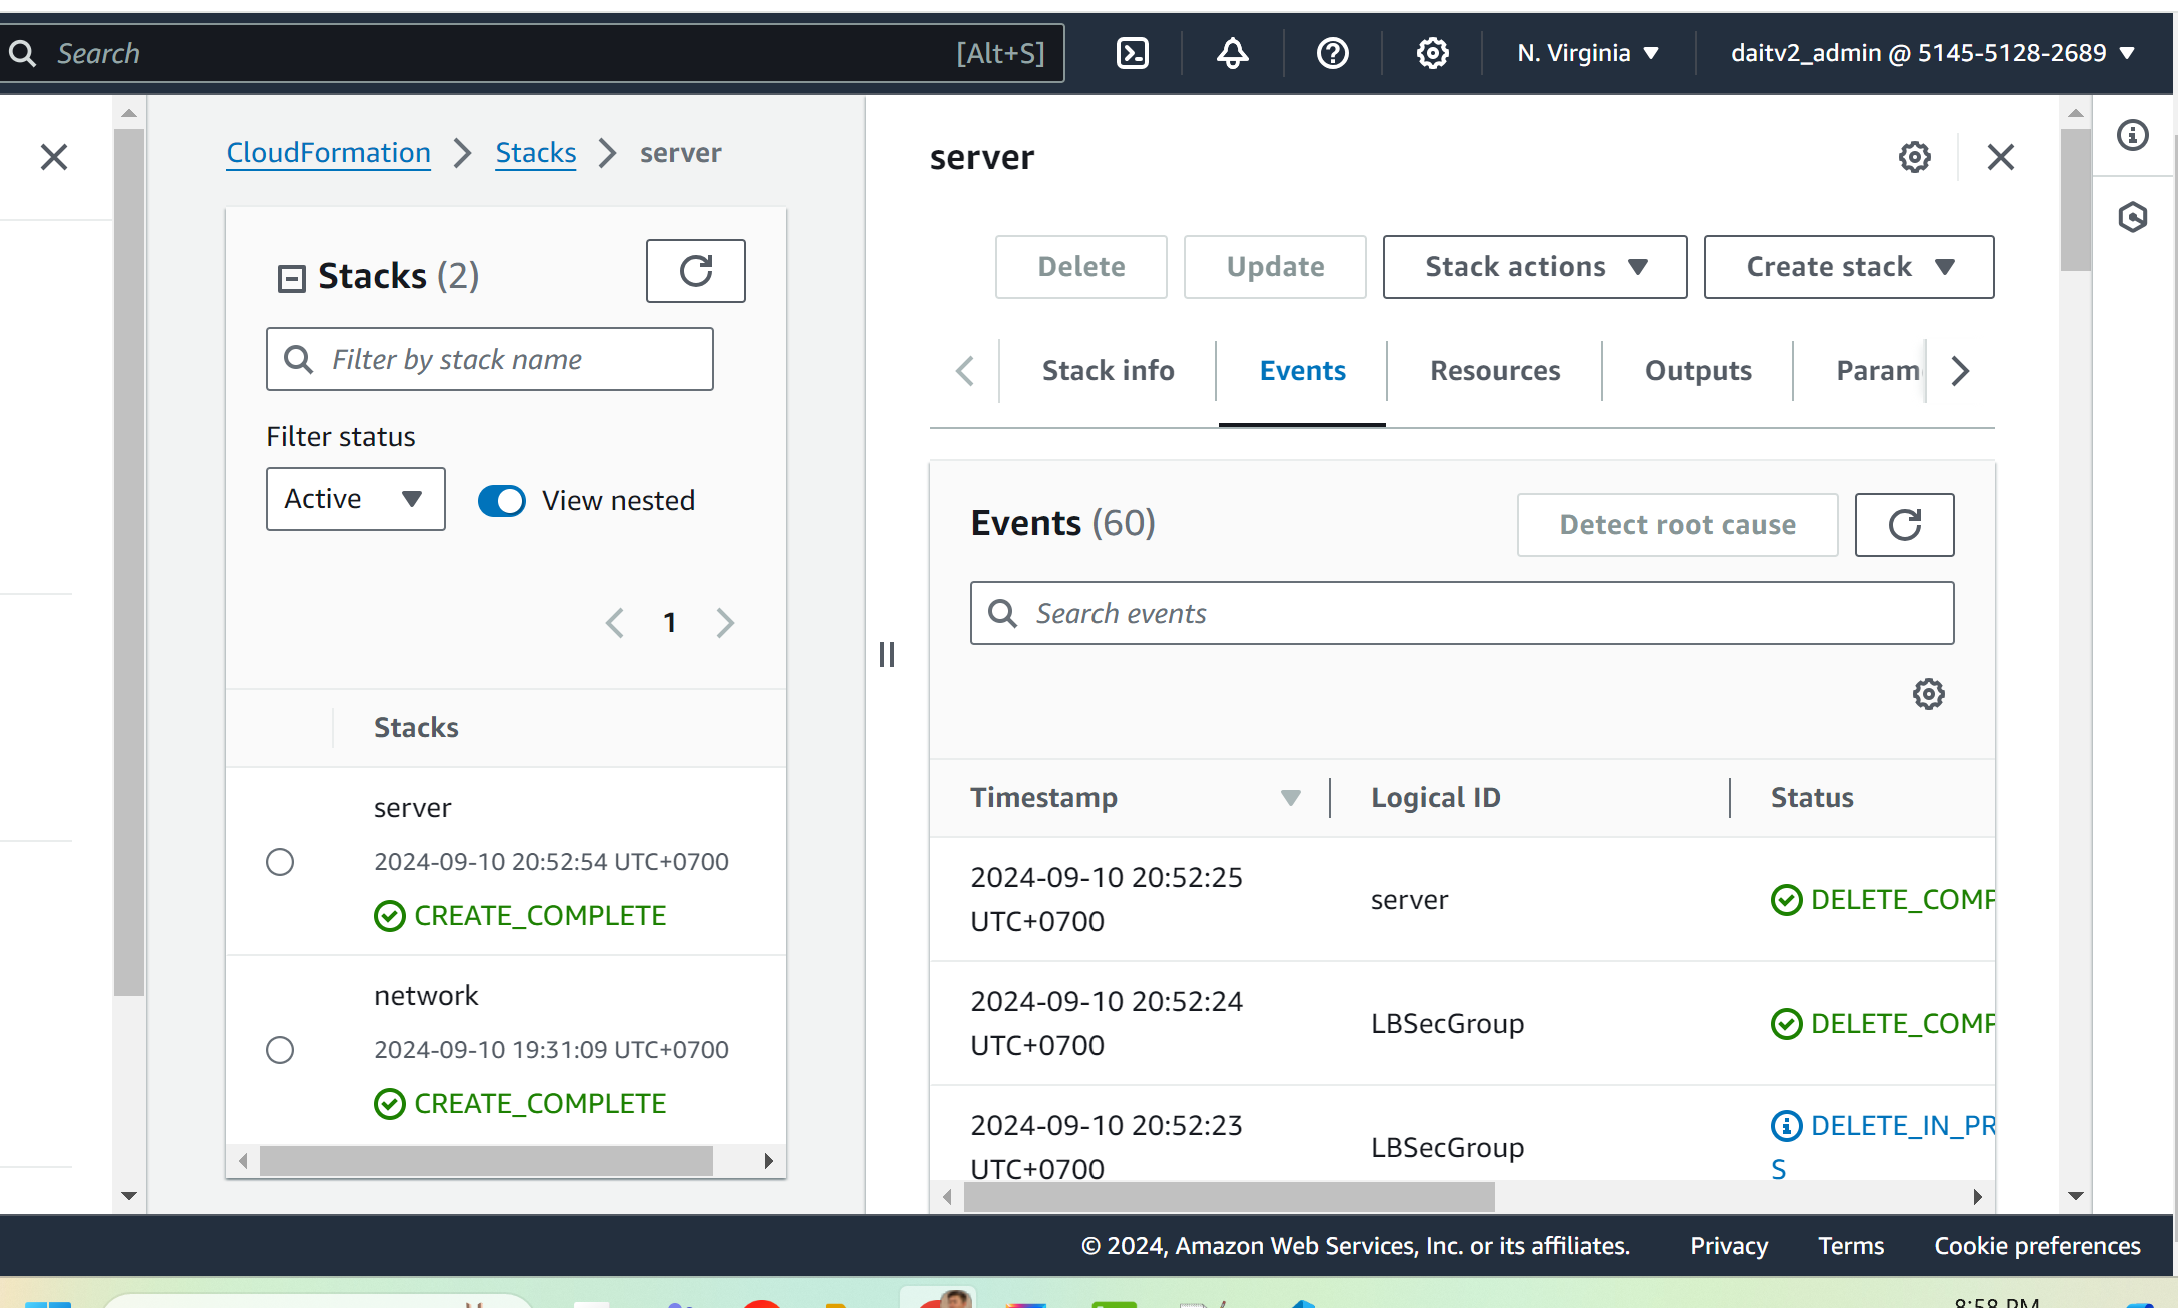 Search [Alt+S] N. Virginia daitv2_admin @ 5145-5128-2689
CloudFormation Stacks server
Stacks (2)
Filter by stack name
Filter status
Active View nested
1
Stacks
server
2024-09-10 20:52:54 UTC+0700
CREATE_COMPLETE
network
2024-09-10 19:31:09 UTC+0700
CREATE_COMPLETE
server
Delete Update Stack actions Create stack
Stack info Events Resources Outputs Param
Events (60) Detect root cause
Search events
Timestamp Logical ID Status
2024-09-10 20:52:25
UTC+0700
server
DELETE_COMP
2024-09-10 20:52:24
UTC+0700
LBSecGroup
DELETE_COMP
2024-09-10 20:52:23
UTC+0700
LBSecGroup
DELETE_IN_PR
S
© 2024, Amazon Web Services, Inc. or its affiliates. Privacy Terms Cookie preferences
8:58 PM